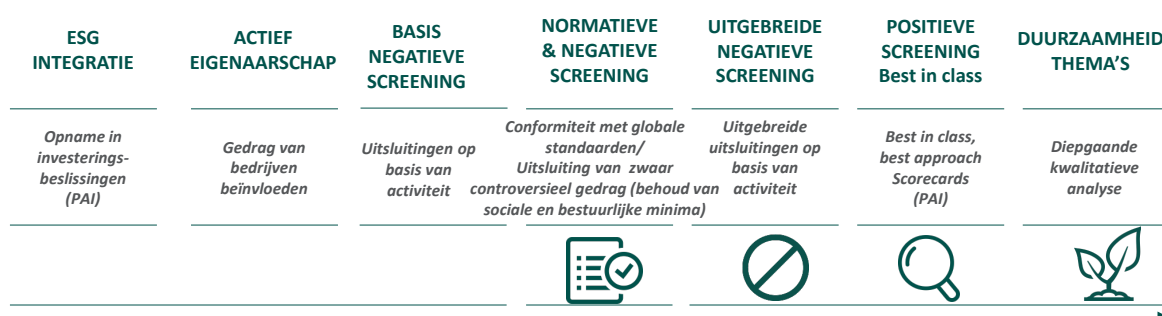 ESG
INTEGRATIE
ACTIEF
EIGENAARSCHAP
BASIS
NEGATIEVE
SCREENING
NORMATIEVE
& NEGATIEVE
SCREENING
UITGEBREIDE
NEGATIEVE
SCREENING
POSITIEVE
SCREENING
Best in class
DUURZAAMHEID
THEMA'S
Opname in
investerings-
beslissingen
(PAI)
Gedrag van
bedrijven
beïnvloeden
Uitsluitingen op
basis van
activiteit
Conformiteit met globale
standaarden/
Uitsluiting van zwaar
controversieel gedrag (behoud van
sociale en bestuurlijke minima)
Uitgebreide
uitsluitingen op
basis van
activiteit
Best in class,
best approach
Scorecards
(PAI)
Diepgaande
kwalitatieve
analyse